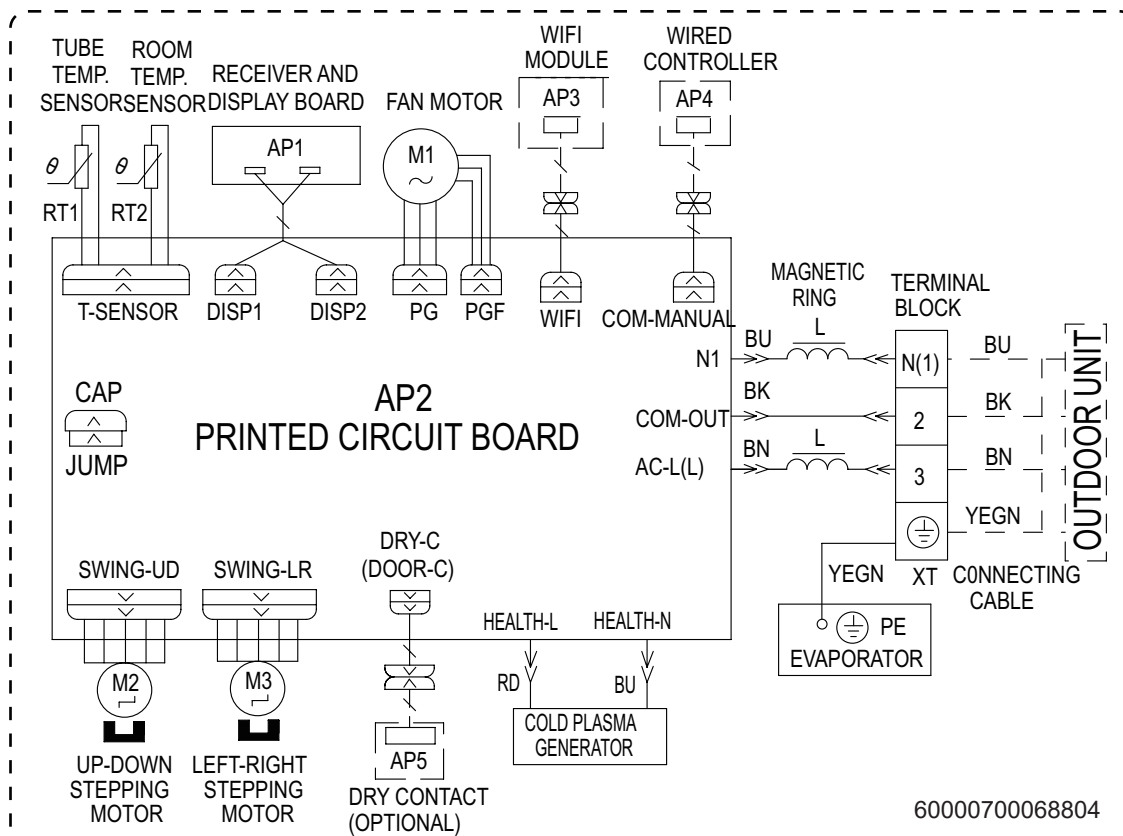 TUBE
TEMP.
SENSOR
ROOM
TEMP.
SENSOR
RECEIVER AND
DISPLAY BOARD
FAN MOTOR
WIFI
MODULE
WIRED
CONTROLLER
AP1
M1
AP3
AP4
θ
θ
RT1
RT2
T-SENSOR
DISP1
DISP2
PG
PGF
WIFI
COM-MANUAL
MAGNETIC
RING
TERMINAL
BLOCK
N1
BU
L
N(1)
BU
CAP
JUMP
AP2
PRINTED CIRCUIT BOARD
COM-OUT
BK
2
BK
AC-L(L)
BN
L
3
BN
YEGN
OUTDOOR UNIT
YEGN
XT
C0NNECTING
CABLE
PE
EVAPORATOR
SWING-UD
SWING-LR
DRY-C
(DOOR-C)
HEALTH-L
HEALTH-N
M2
M3
RD
BU
COLD PLASMA
GENERATOR
AP5
UP-DOWN
STEPPING
MOTOR
LEFT-RIGHT
STEPPING
MOTOR
DRY CONTACT
(OPTIONAL)
60000700068804